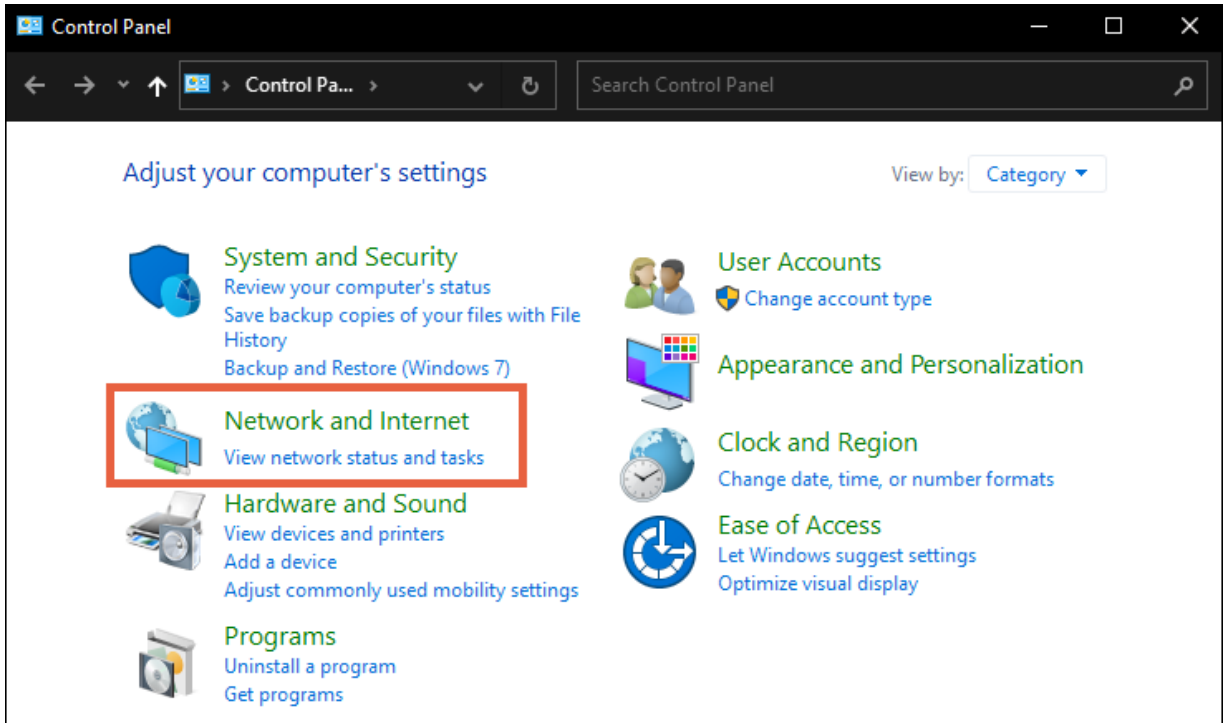 Control Panel
Control Pa...
Search Control Panel
Adjust your computer's settings
View by:
Category
System and Security
Review your computer's status
Save backup copies of your files with File
History
Backup and Restore (Windows 7)
Network and Internet
View network status and tasks
Hardware and Sound
View devices and printers
Add a device
Adjust commonly used mobility settings
Programs
Uninstall a program
Get programs
User Accounts
Change account type
Appearance and Personalization
Clock and Region
Change date, time, or number formats
Ease of Access
Let Windows suggest settings
Optimize visual display